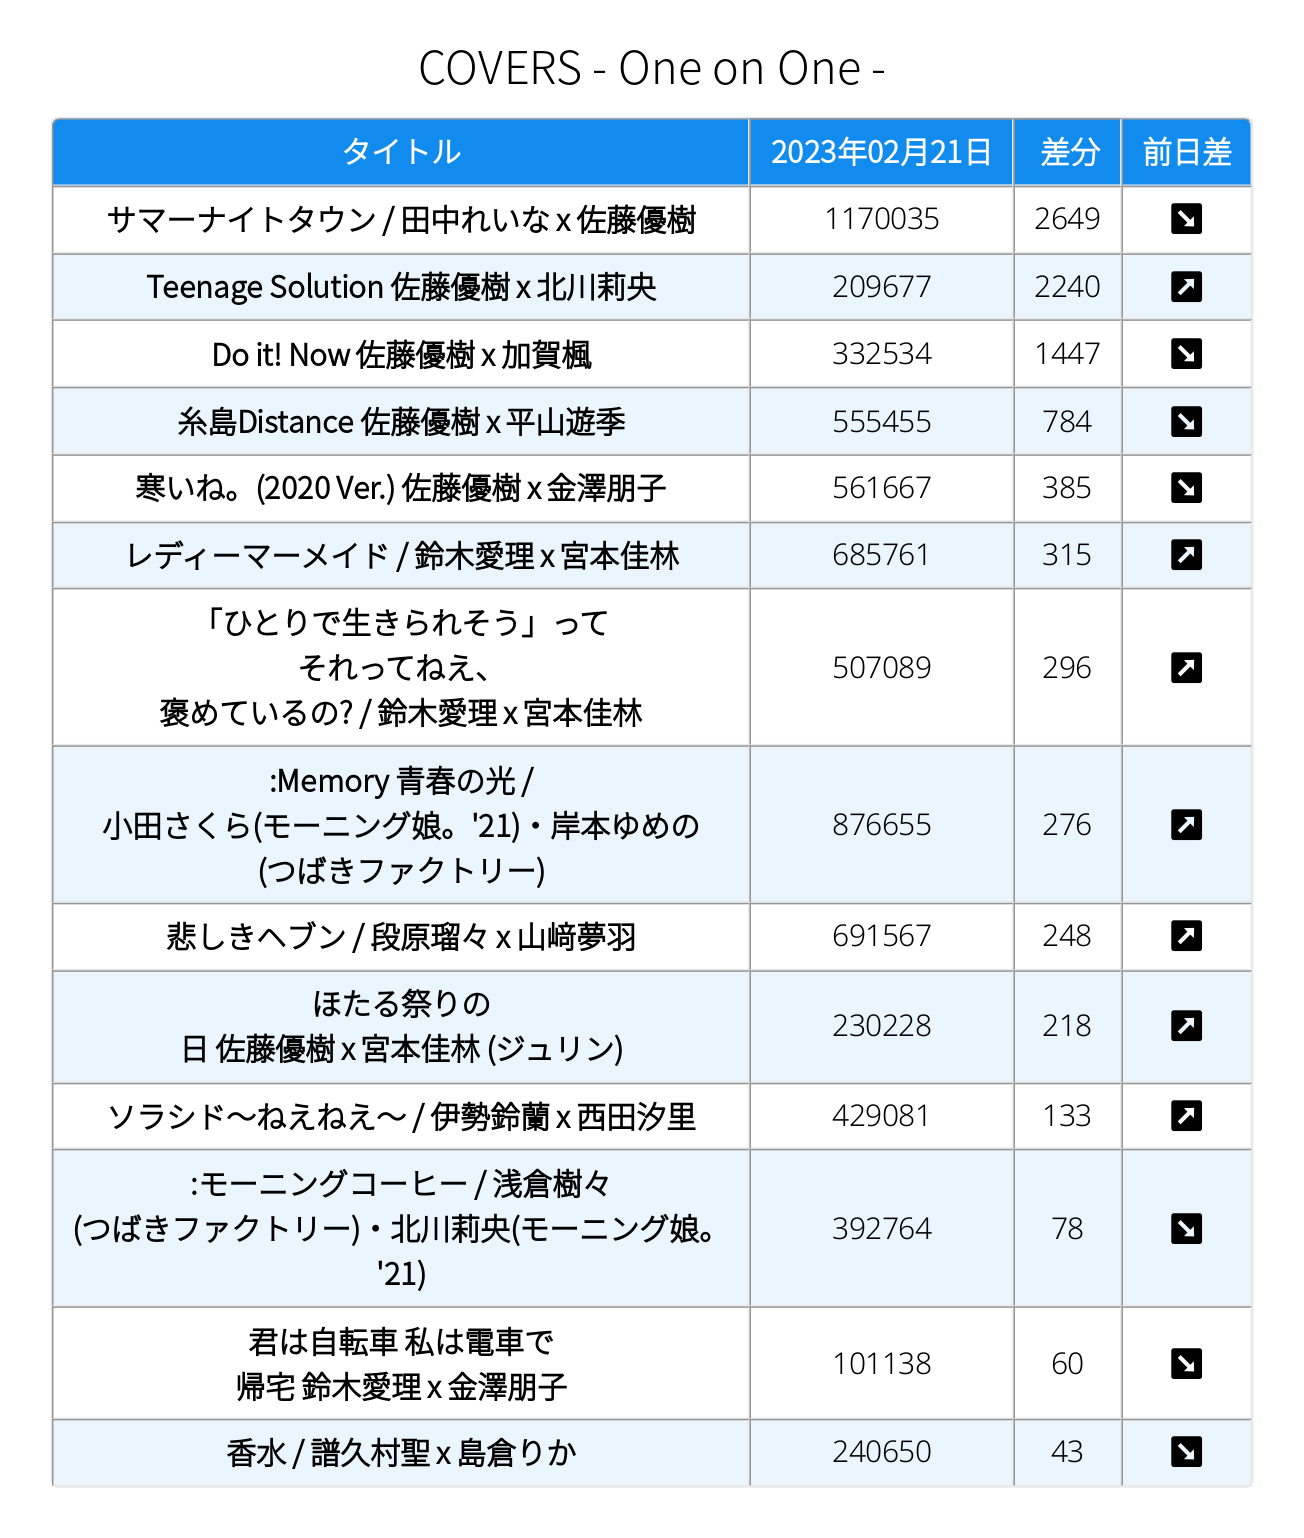 COVERS - One on One -
タイトル 2023年02月21日 差分 前日差
サマーナイトタウン / 田中れいな x 佐藤優樹 1170035 2649 ↘
Teenage Solution 佐藤優樹 x 北川莉央 209677 2240 ↗
Do it! Now 佐藤優樹 x 加賀楓 332534 1447 ↘
糸島Distance 佐藤優樹 x 平山遊季 555455 784 ↘
寒いね。(2020 Ver.) 佐藤優樹 x 金澤朋子 561667 385 ↘
レディーマーメイド / 鈴木愛理 x 宮本佳林 685761 315 ↗
「ひとりで生きられそう」って
それってねえ、
褒めているの? / 鈴木愛理 x 宮本佳林 507089 296 ↗
:Memory 青春の光 /
小田さくら(モーニング娘。'21)・岸本ゆめの
(つばきファクトリー) 876655 276 ↗
悲しきヘブン / 段原瑠々 x 山﨑夢羽 691567 248 ↗
ほたる祭りの
日 佐藤優樹 x 宮本佳林 (ジュリン) 230228 218 ↗
ソラシド～ねえねえ～ / 伊勢鈴蘭 x 西田汐里 429081 133 ↗
:モーニングコーヒー / 浅倉樹々
(つばきファクトリー)・北川莉央(モーニング娘。
'21) 392764 78 ↘
君は自転車 私は電車で
帰宅 鈴木愛理 x 金澤朋子 101138 60 ↘
香水 / 譜久村聖 x 島倉りか 240650 43 ↘